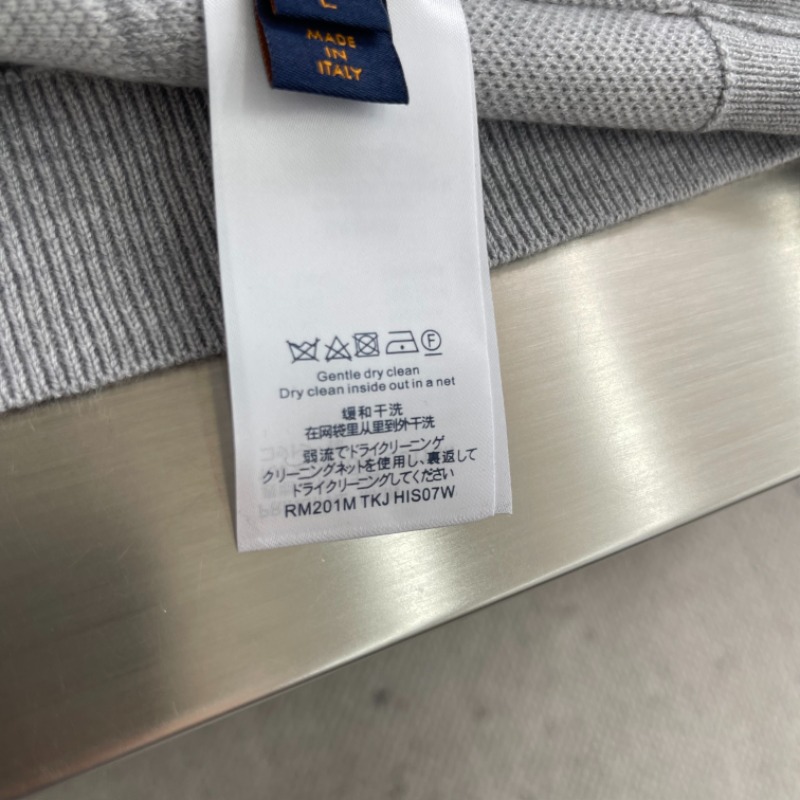 L
MADE
IN
ITALY
Gentle dry clean
Dry clean inside out in a net
缓和干洗
在网袋里从里到外干洗
弱流でドライクリーニング
クリーニングネットを使用し、裏返して
ドライクリーニングしてください
RM201M TKJ HIS07W